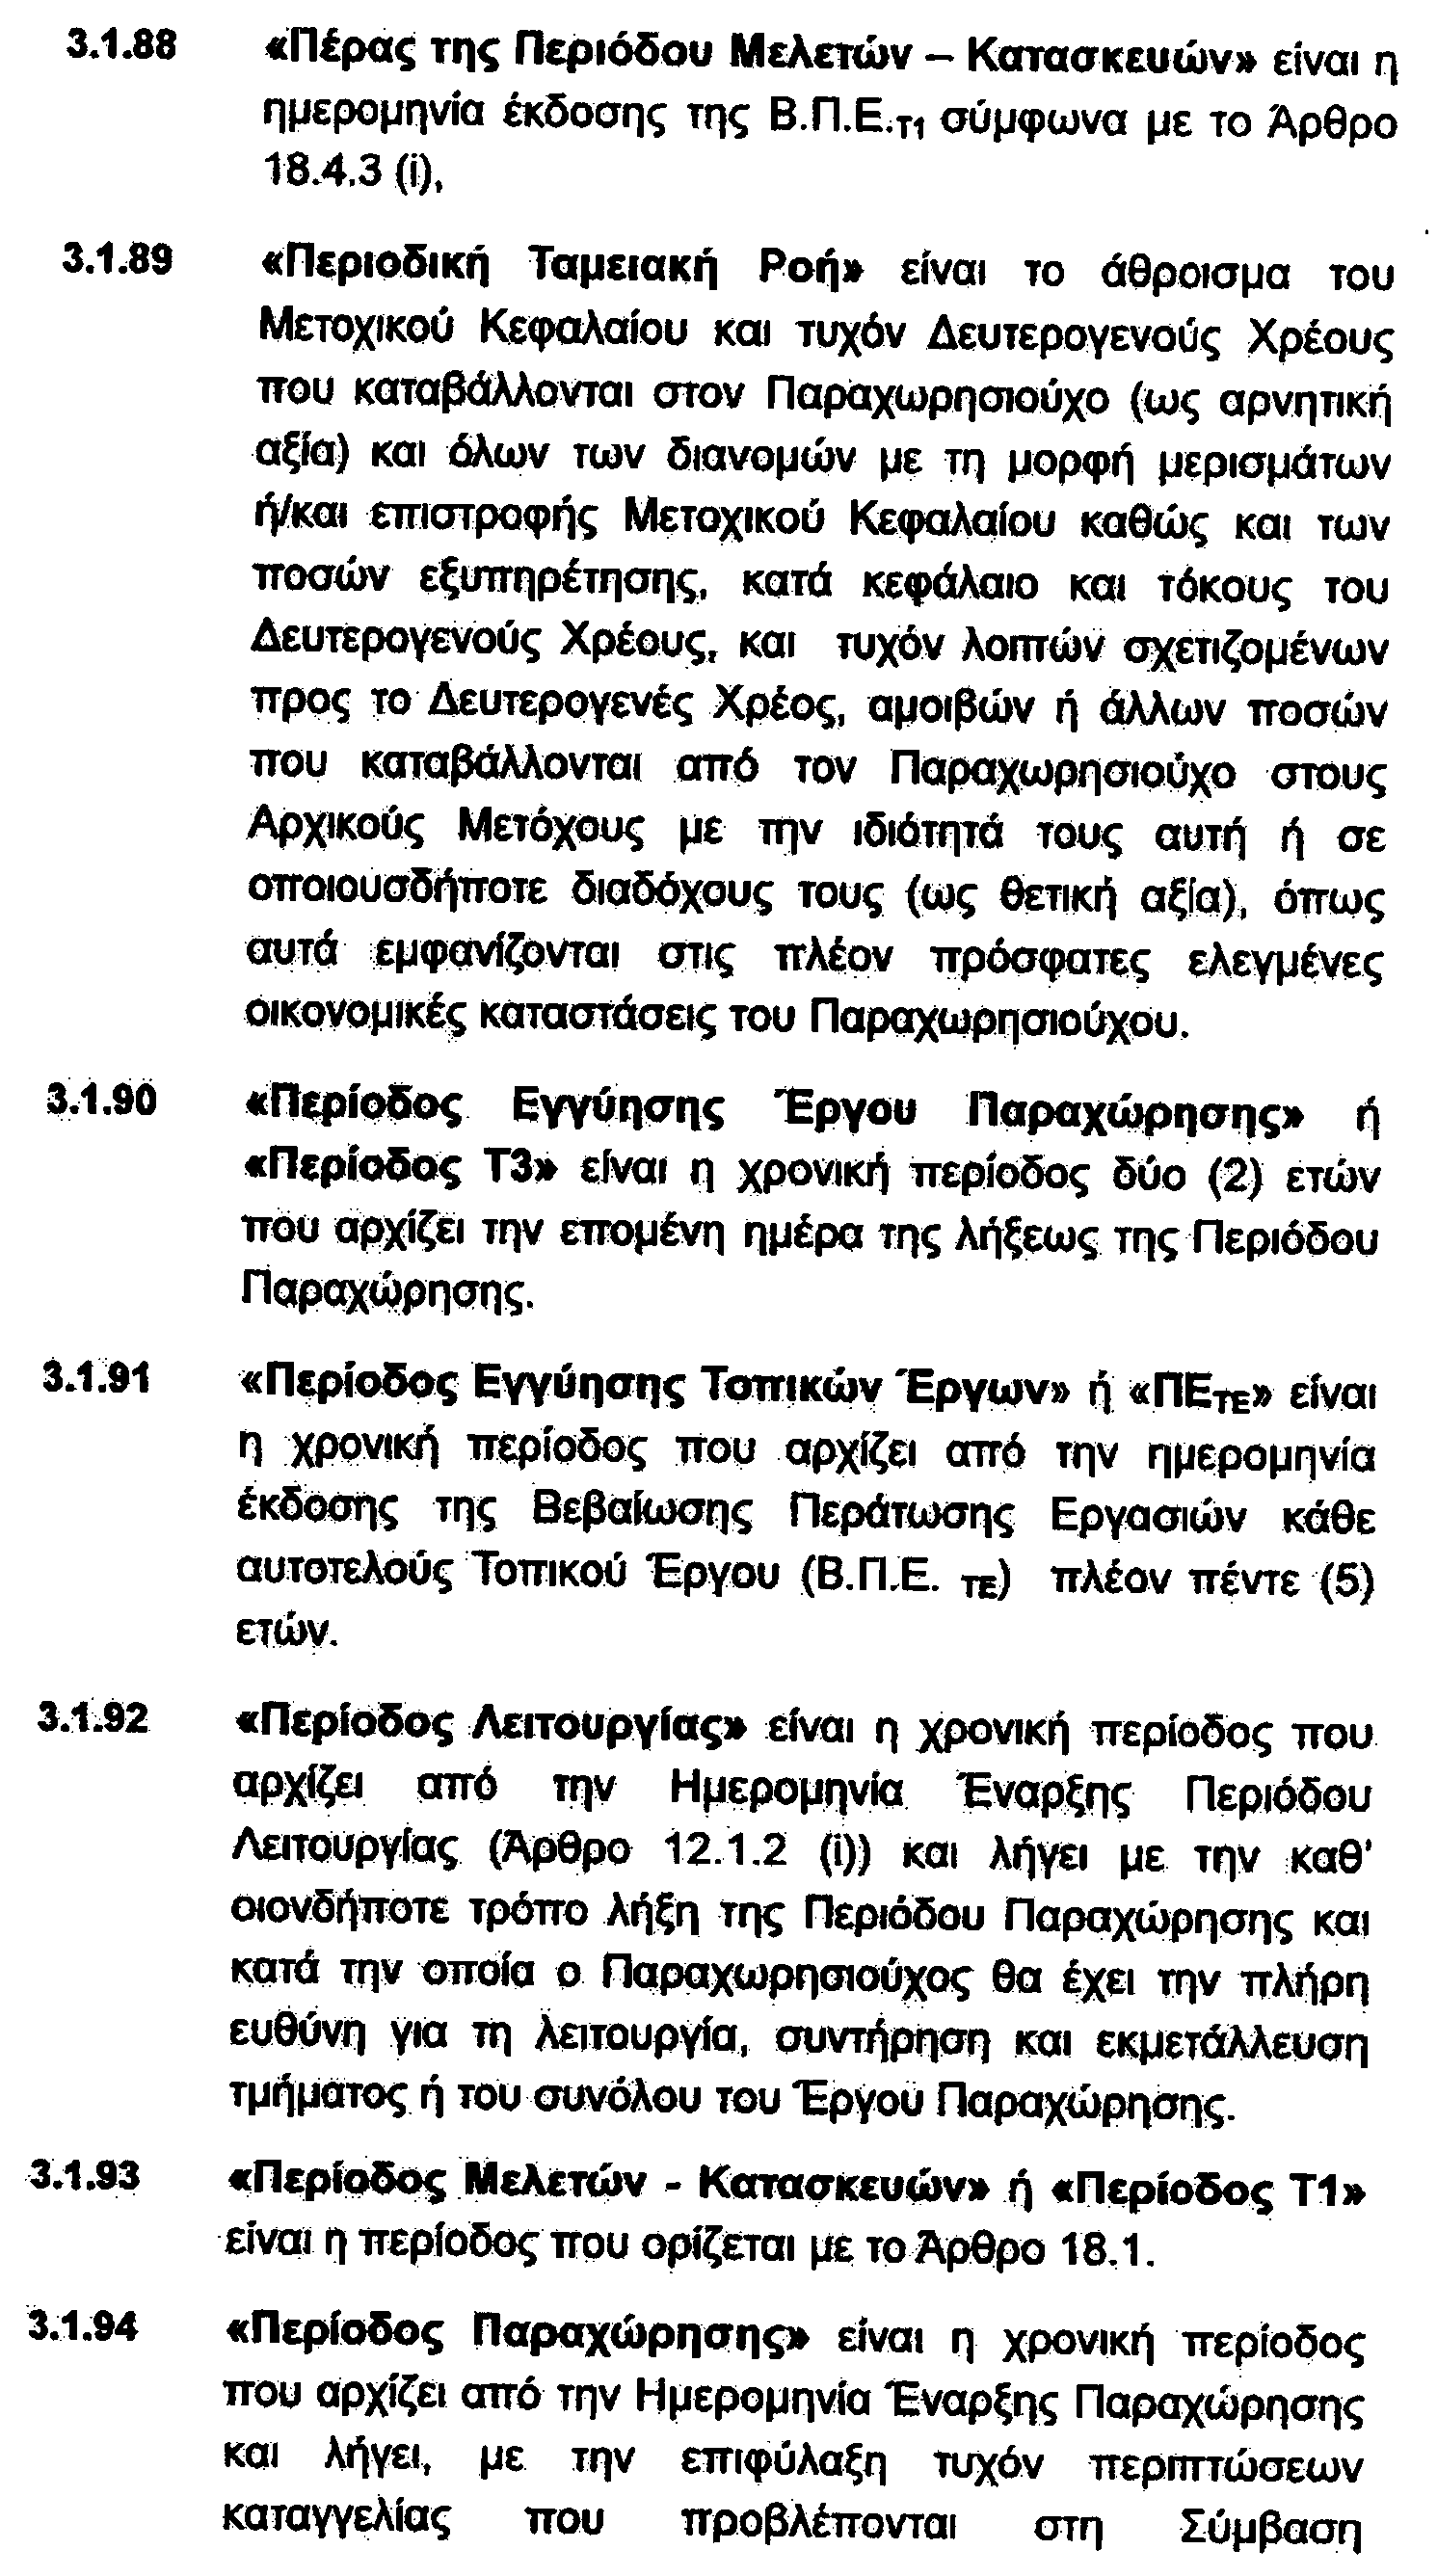 3.1.88 «Πέρας της Περιόδου Μελετών – Κατασκευών» είναι η
ημερομηνία έκδοσης της Β.Π.Ε.Τ1 σύμφωνα με το Άρθρο
18.4.3 (i),
3.1.89 «Περιοδική Ταμειακή Ροή» είναι το άθροισμα του
Μετοχικού Κεφαλαίου και τυχόν Δευτερογενούς Χρέους
που καταβάλλονται στον Παραχωρησιούχο (ως αρνητική
αξία) και όλων των διανομών με τη μορφή μερισμάτων
ή/και επιστροφής Μετοχικού Κεφαλαίου καθώς και των
ποσών εξυπηρέτησης, κατά κεφάλαιο και τόκους του
Δευτερογενούς Χρέους, και τυχόν λοιπών σχετιζομένων
προς το Δευτερογενές Χρέος, αμοιβών ή άλλων ποσών
που καταβάλλονται από τον Παραχωρησιούχο στους
Αρχικούς Μετόχους με την ιδιότητά τους αυτή ή σε
οποιουσδήποτε διαδόχους τους (ως θετική αξία), όπως
αυτά εμφανίζονται στις πλέον πρόσφατες ελεγμένες
οικονομικές καταστάσεις του Παραχωρησιούχου.
3.1.90 «Περίοδος Εγγύησης Έργου Παραχώρησης» ή
«Περίοδος Τ3» είναι η χρονική περίοδος δύο (2) ετών
που αρχίζει την επομένη ημέρα της λήξεως της Περιόδου
Παραχώρησης.
3.1.91 «Περίοδος Εγγύησης Τοπικών Έργων» ή «ΠΕΤΕ» είναι
η χρονική περίοδος που αρχίζει από την ημερομηνία
έκδοσης της Βεβαίωσης Περάτωσης Εργασιών κάθε
αυτοτελούς Τοπικού Έργου (Β.Π.Ε. ΤΕ) πλέον πέντε (5)
ετών.
3.1.92 «Περίοδος Λειτουργίας» είναι η χρονική περίοδος που
αρχίζει από την Ημερομηνία Έναρξης Περιόδου
Λειτουργίας (Άρθρο 12.1.2 (i)) και λήγει με την καθ'
οιονδήποτε τρόπο λήξη της Περιόδου Παραχώρησης και
κατά την οποία ο Παραχωρησιούχος θα έχει την πλήρη
ευθύνη για τη λειτουργία, συντήρηση και εκμετάλλευση
τμήματος ή του συνόλου του Έργου Παραχώρησης.
3.1.93 «Περίοδος Μελετών - Κατασκευών» ή «Περίοδος Τ1»
είναι η περίοδος που ορίζεται με το Άρθρο 18.1.
3.1.94 «Περίοδος Παραχώρησης» είναι η χρονική περίοδος
που αρχίζει από την Ημερομηνία Έναρξης Παραχώρησης
και λήγει, με την επιφύλαξη τυχόν περιπτώσεων
καταγγελίας που προβλέπονται στη Σύμβαση